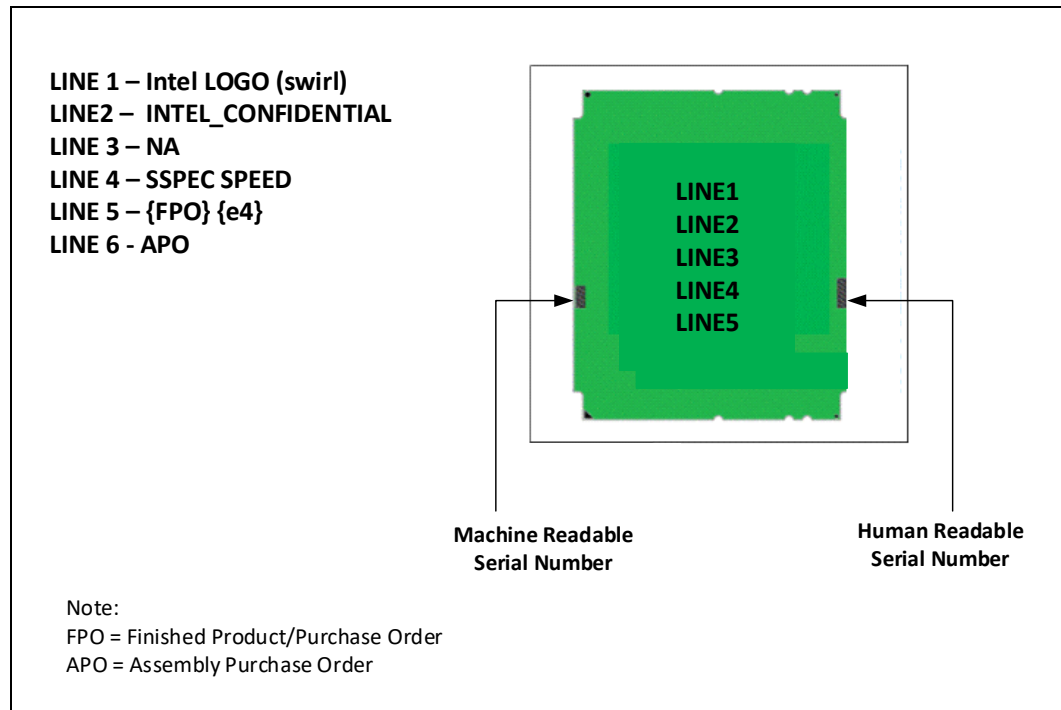 LINE 1 – Intel LOGO (swirl)
LINE2 – INTEL_CONFIDENTIAL
LINE 3 – NA
LINE 4 – SSPEC SPEED
LINE 5 – {FPO} {e4}
LINE 6 - APO
LINE1
LINE2
LINE3
LINE4
LINE5
Machine Readable
Serial Number
Human Readable
Serial Number
Note:
FPO = Finished Product/Purchase Order
APO = Assembly Purchase Order